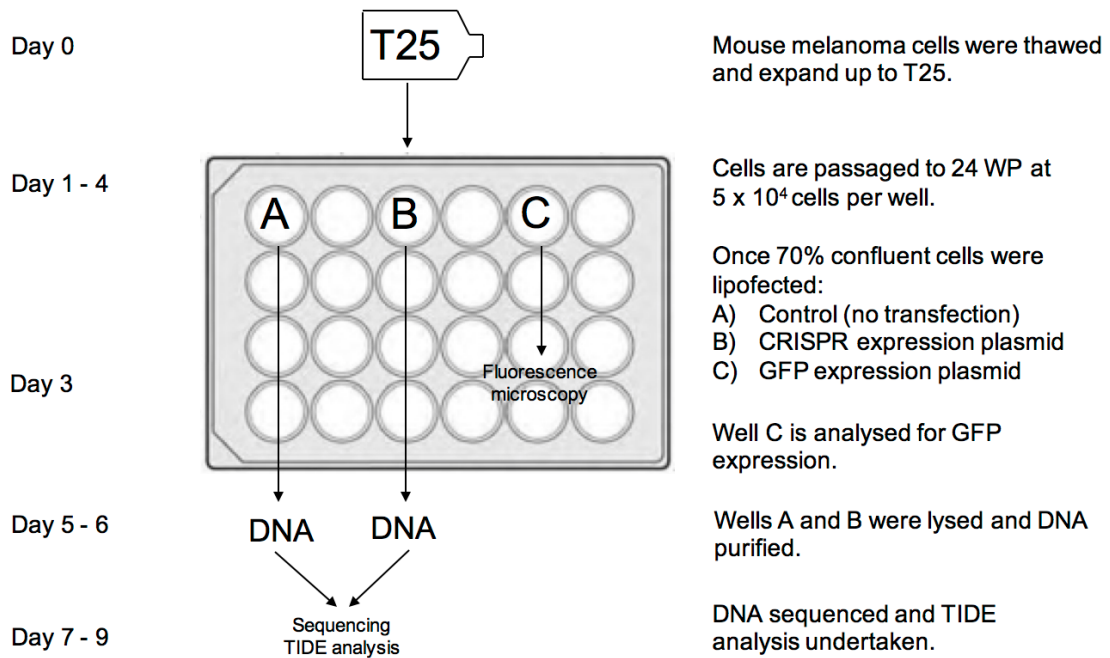 Day 0
T25
Mouse melanoma cells were thawed
and expand up to T25.
Day 1 - 4
Cells are passaged to 24 WP at
5 x 10⁴ cells per well.
A
B
C
Once 70% confluent cells were
lipofected:
A) Control (no transfection)
B) CRISPR expression plasmid
C) GFP expression plasmid
Day 3
Fluorescence
microscopy
Well C is analysed for GFP
expression.
Day 5 - 6
DNA
DNA
Wells A and B were lysed and DNA
purified.
Day 7 - 9
Sequencing
TIDE analysis
DNA sequenced and TIDE
analysis undertaken.